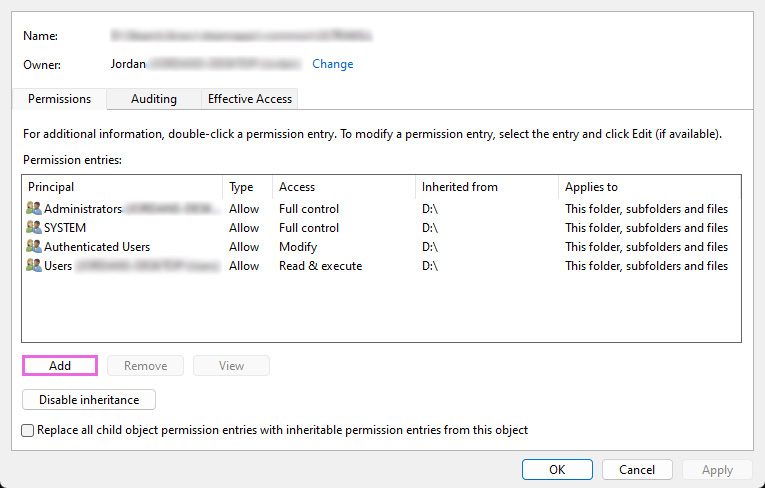 Name:
Owner: Jordan Change
Permissions Auditing Effective Access
For additional information, double-click a permission entry. To modify a permission entry, select the entry and click Edit (if available).
Permission entries:
Principal Type Access Inherited from Applies to
Administrators Allow Full control D:\ This folder, subfolders and files
SYSTEM Allow Full control D:\ This folder, subfolders and files
Authenticated Users Allow Modify D:\ This folder, subfolders and files
Users Allow Read & execute D:\ This folder, subfolders and files
Add Remove View
Disable inheritance
Replace all child object permission entries with inheritable permission entries from this object
OK Cancel Apply